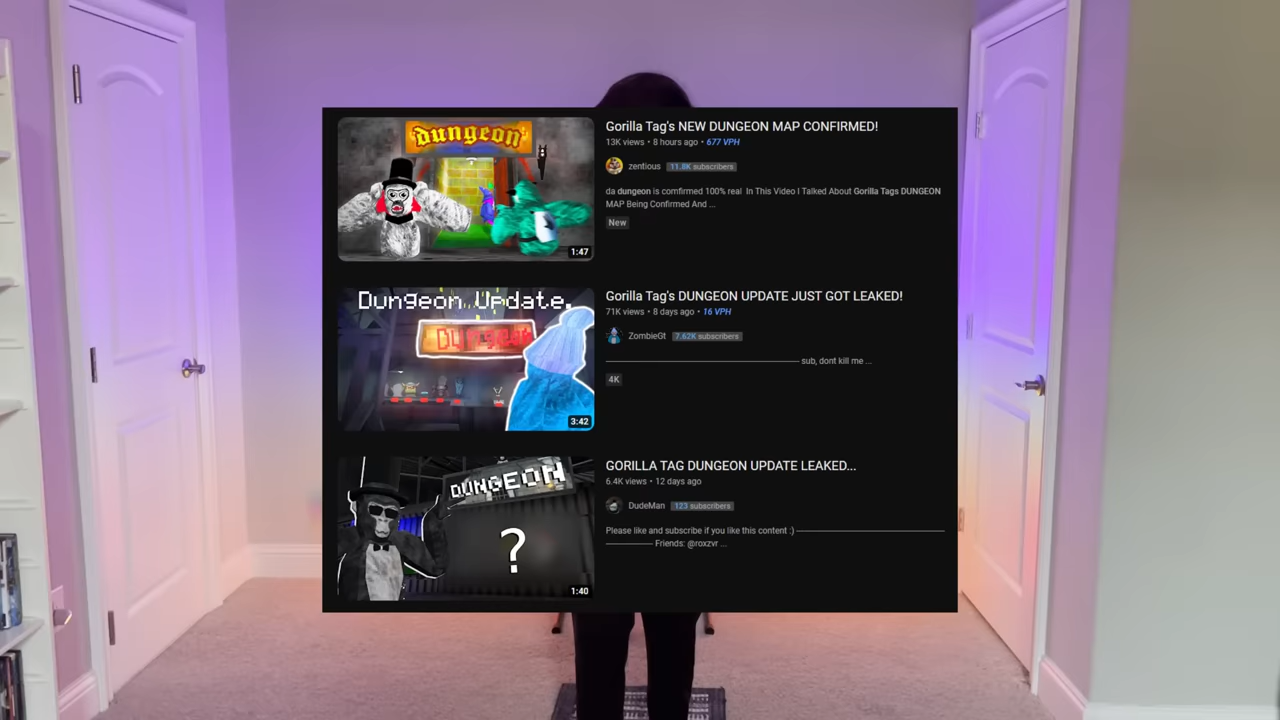 dungeon
1:47
Gorilla Tag's NEW DUNGEON MAP CONFIRMED!
13K views • 8 hours ago • 677 VPH
zentious 11.8K subscribers
da dungeon is comfirmed 100% real In This Video I Talked About Gorilla Tags DUNGEON
MAP Being Confirmed And ...
New
Dungeon Update.
Dungeon
3:42
Gorilla Tag's DUNGEON UPDATE JUST GOT LEAKED!
71K views • 8 days ago • 16 VPH
ZombieGt 7.62K subscribers
sub, dont kill me ...
4K
DUNGEON
?
1:40
GORILLA TAG DUNGEON UPDATE LEAKED...
6.4K views • 12 days ago
DudeMan 123 subscribers
Please like and subscribe if you like this content :)
Friends: @roxzvr ...